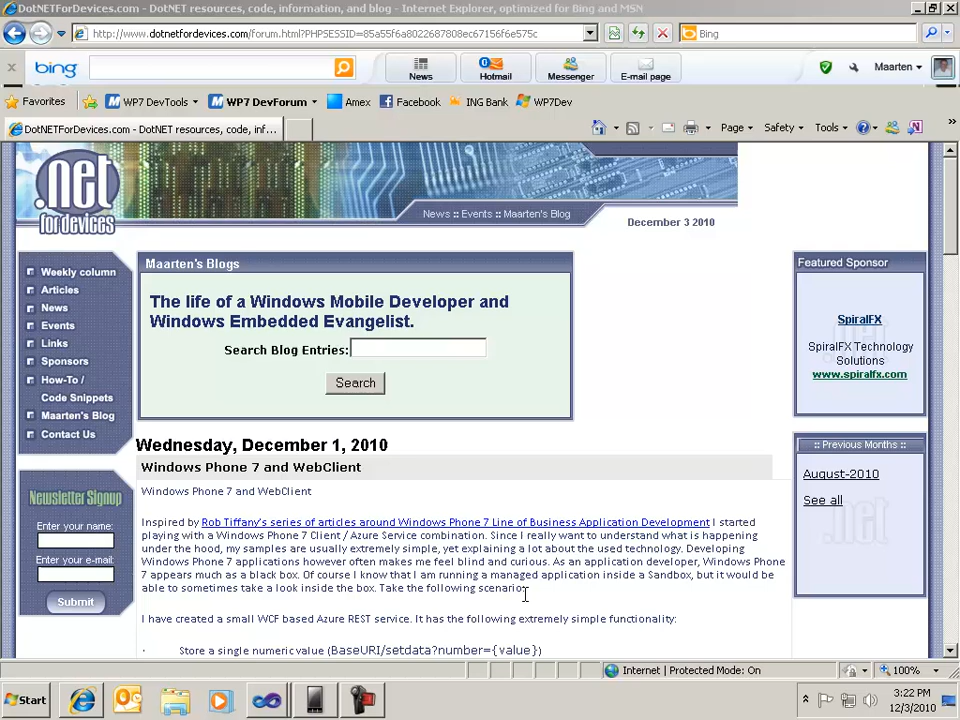 DotNETForDevices.com - DotNET resources, code, information, and blog - Internet Explorer, optimized for Bing and MSN
http://www.dotnetfordevices.com/forum.html?PHPSESSID=85a55f6a8022687808ec67156f6e575c
Bing
bing
News
Hotmail
Messenger
E-mail page
Maarten
Favorites
WP7 DevTools
WP7 DevForum
Amex
Facebook
ING Bank
WP7Dev
DotNETForDevices.com - DotNET resources, code, inf...
Page
Safety
Tools
.net
for devices
News :: Events :: Maarten's Blog
December 3 2010
Weekly column
Articles
News
Events
Links
Sponsors
How-To /
Code Snippets
Maarten's Blog
Contact Us
Newsletter Signup
Enter your name:
Enter your e-mail:
Submit
Maarten's Blogs
The life of a Windows Mobile Developer and
Windows Embedded Evangelist.
Search Blog Entries:
Search
Wednesday, December 1, 2010
Windows Phone 7 and WebClient
Windows Phone 7 and WebClient
Inspired by Rob Tiffany's series of articles around Windows Phone 7 Line of Business Application Development I started
playing with a Windows Phone 7 Client / Azure Service combination. Since I really want to understand what is happening
under the hood, my samples are usually extremely simple, yet explaining a lot about the used technology. Developing
Windows Phone 7 applications however often makes me feel blind and curious. As an application developer, Windows Phone
7 appears much as a black box. Of course I know that I am running a managed application inside a Sandbox, but it would be
able to sometimes take a look inside the box. Take the following scenario:
I have created a small WCF based Azure REST service. It has the following extremely simple functionality:
· Store a single numeric value (BaseURI/setdata?number={value})
Featured Sponsor
SpiralFX
SpiralFX Technology
Solutions
www.spiralfx.com
:: Previous Months ::
August-2010
See all
Internet | Protected Mode: On
100%
Start
3:22 PM
12/3/2010